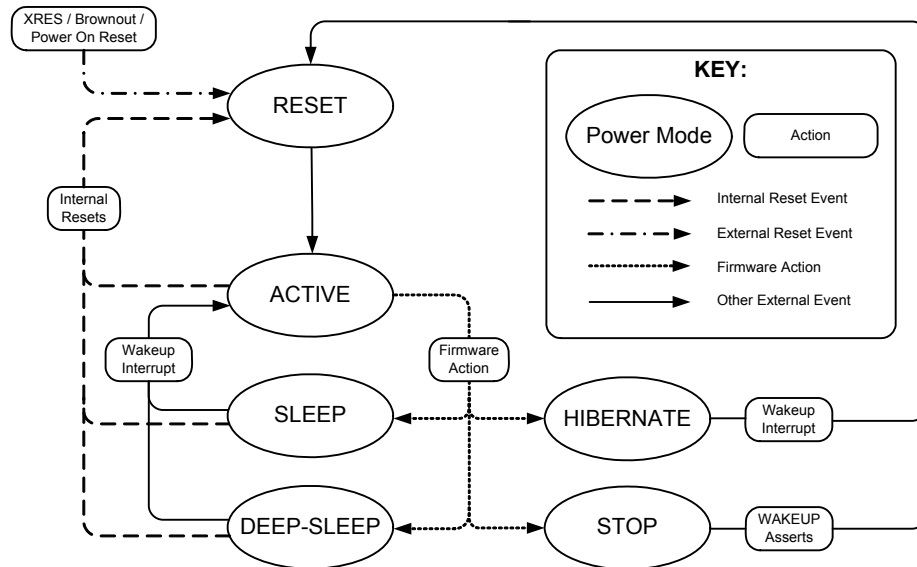 XRES / Brownout /
Power On Reset
RESET
KEY:
Power Mode
Action
Internal
Resets
Internal Reset Event
External Reset Event
Firmware Action
Other External Event
ACTIVE
Wakeup
Interrupt
Firmware
Action
SLEEP
HIBERNATE
Wakeup
Interrupt
DEEP-SLEEP
STOP
WAKEUP
Asserts